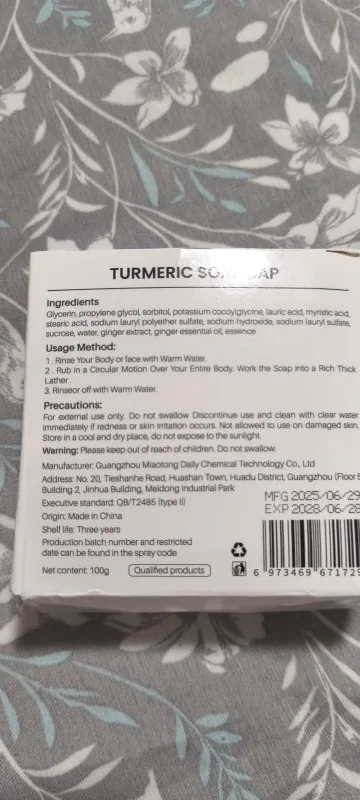 TURMERIC SOAP
Ingredients
Glycerin, propylene glycol, sorbitol, potassium cocoylglycine, lauric acid, myristic acid,
stearic acid, sodium lauryl polyether sulfate, sodium hydroxide, sodium lauryl sulfate,
sucrose, water, ginger extract, ginger essential oil, essence
Usage Method:
1 . Rinse Your Body or face with Warm Water.
2 . Rub in a Circular Motion Over Your Entire Body. Work the Soap into a Rich Thick
Lather .
3. Rinseor off with Warm Water.
Precautions:
For external use only. Do not swallow Discontinue use and clean with clear water
immediately if redness or skin irritation occurs. Not allowed to use on damaged skin.
Store in a cool and dry place, do not expose to the sunlight.
Warning: Please keep out of reach of children. Do not swallow.
Manufacturer: Guangzhou Miaotong Daily Chemical Technology Co., Ltd
Address: No. 20, Tieshanhe Road, Huashan Town, Huadu District, Guangzhou (Floor 5
Building 2, Jinhua Building, Meidong Industrial Park
Executive standard: QB/T2485 (type II)
Origin: Made in China
Shelf life: Three years
Production batch number and restricted
date can be found in the spray code
Net content: 100g
Qualified products
MFG 2025/06/29
EXP 2028/06/28
6 973469 671729